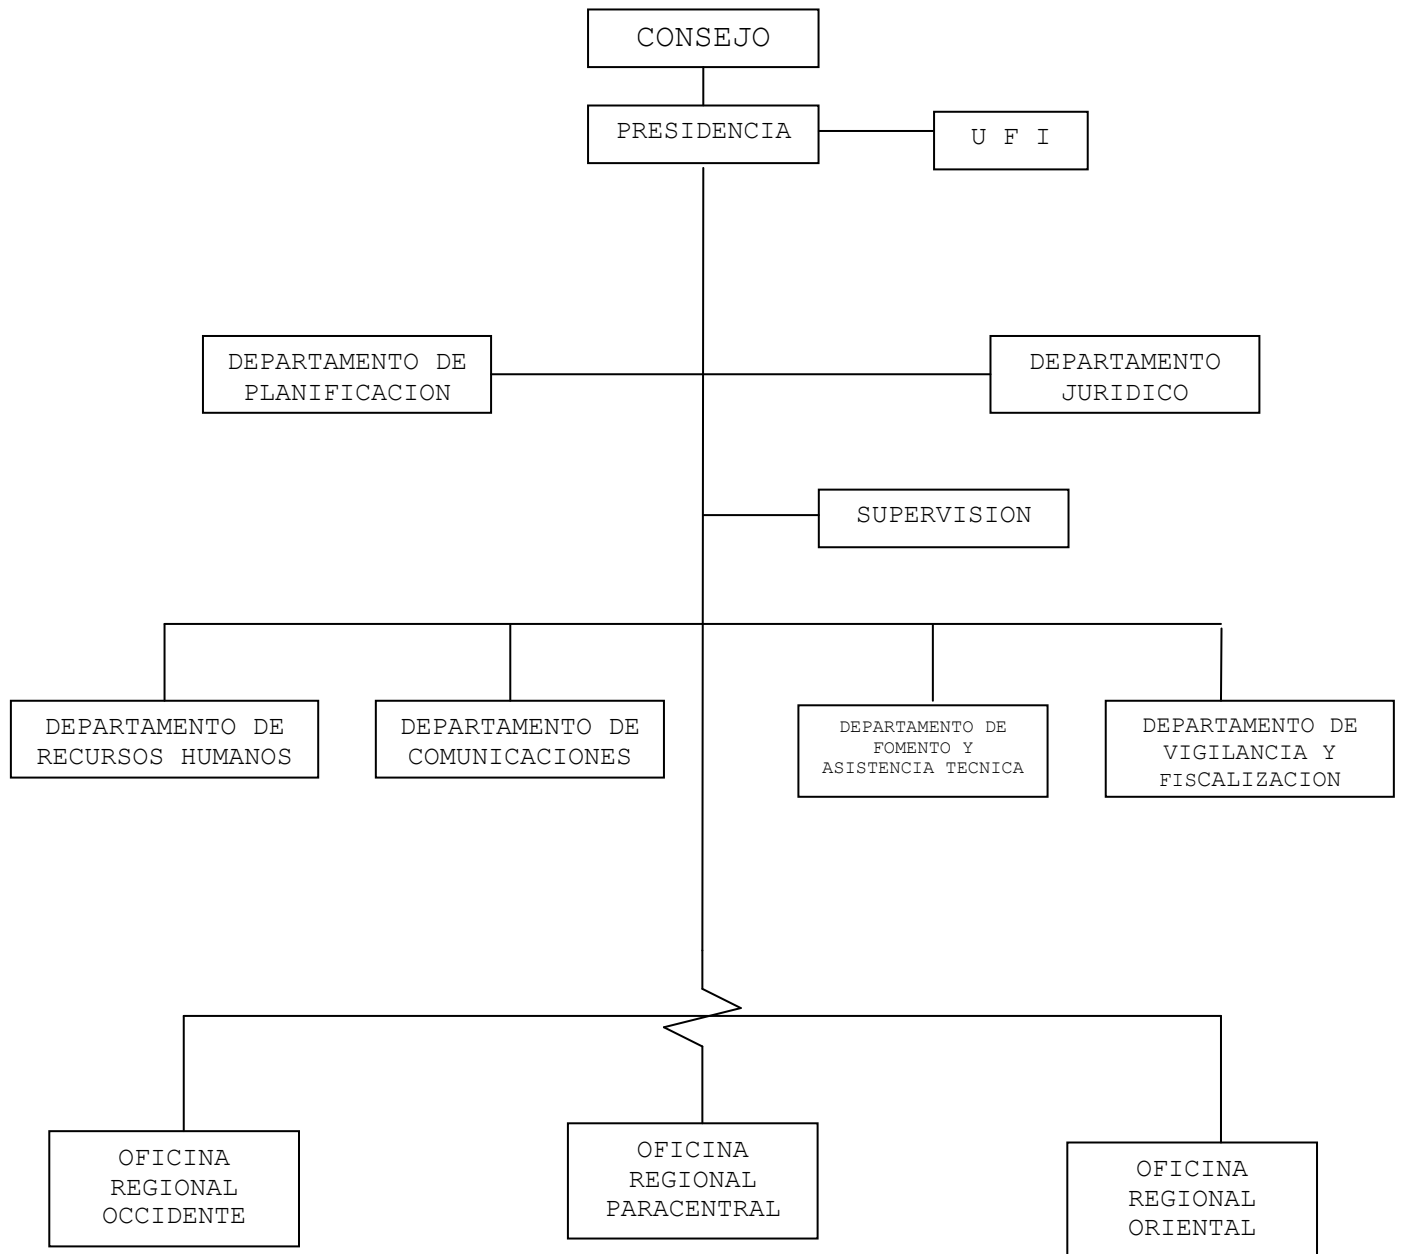 CONSEJO
PRESIDENCIA
U F I
DEPARTAMENTO DE
PLANIFICACION
DEPARTAMENTO
JURIDICO
SUPERVISION
DEPARTAMENTO DE
RECURSOS HUMANOS
DEPARTAMENTO DE
COMUNICACIONES
DEPARTAMENTO DE
FOMENTO Y
ASISTENCIA TECNICA
DEPARTAMENTO DE
VIGILANCIA Y
FISCALIZACION
OFICINA
REGIONAL
OCCIDENTE
OFICINA
REGIONAL
PARACENTRAL
OFICINA
REGIONAL
ORIENTAL